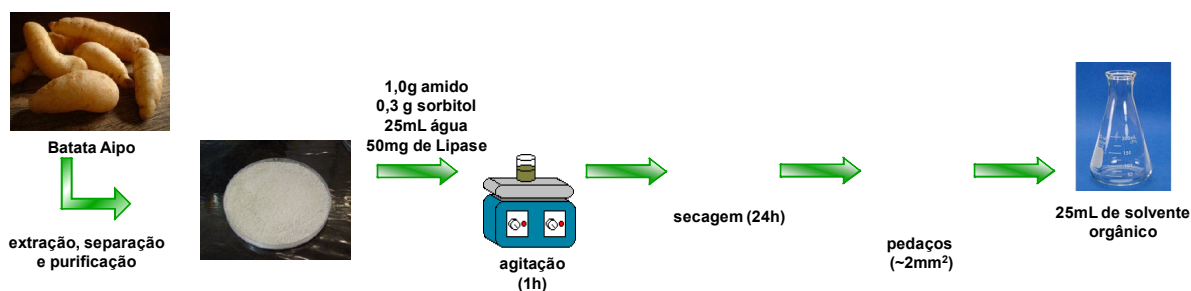 Batata Aipo
extração, separação
e purificação
1,0g amido
0,3 g sorbitol
25mL água
50mg de Lipase
agitação
(1h)
secagem (24h)
pedaços
(~2mm²)
25mL de solvente
orgânico